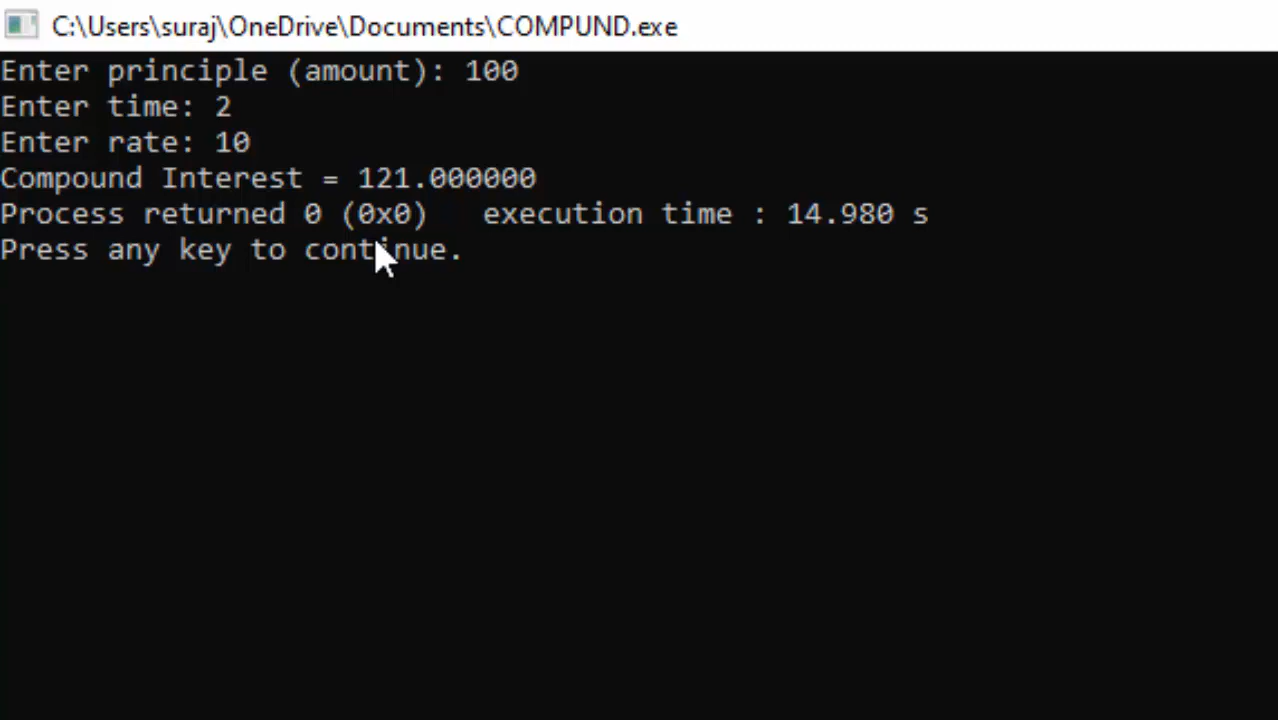 C:\Users\suraj\OneDrive\Documents\COMPUND.exe
Enter principle (amount): 100
Enter time: 2
Enter rate: 10
Compound Interest = 121.000000
Process returned 0 (0x0)   execution time : 14.980 s
Press any key to continue.